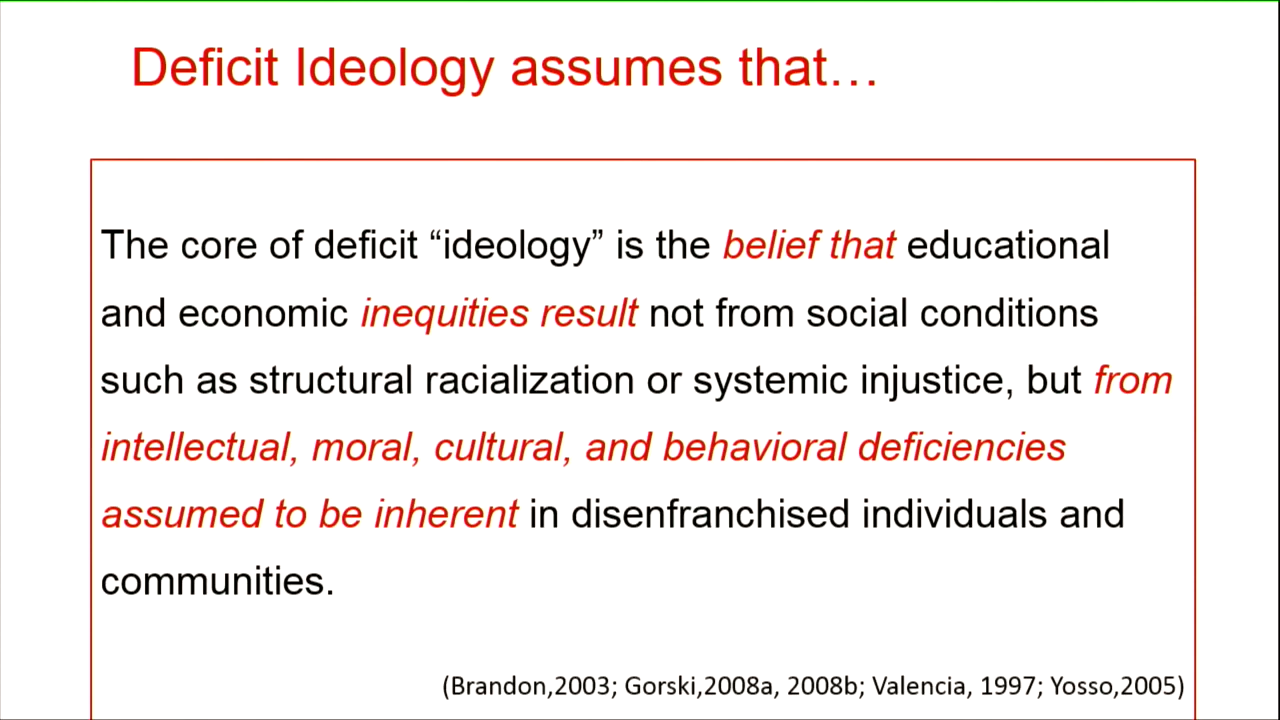 Deficit Ideology assumes that…
The core of deficit “ideology” is the belief that educational
and economic inequities result not from social conditions
such as structural racialization or systemic injustice, but from
intellectual, moral, cultural, and behavioral deficiencies
assumed to be inherent in disenfranchised individuals and
communities.
(Brandon,2003; Gorski,2008a, 2008b; Valencia, 1997; Yosso,2005)